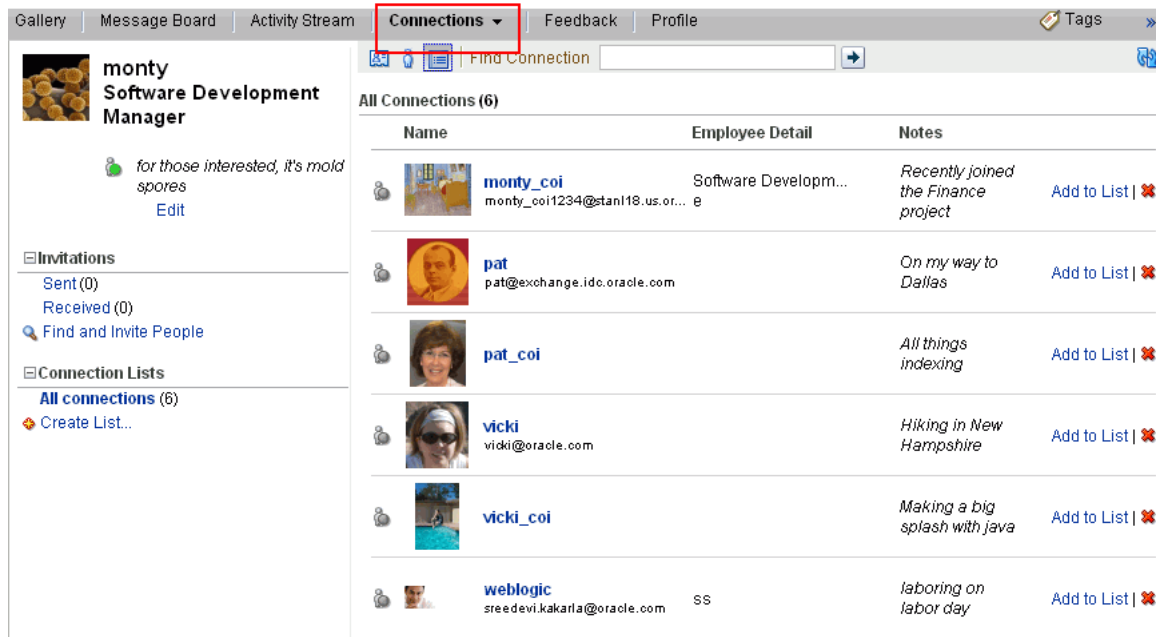 Gallery Message Board Activity Stream Connections Feedback Profile Tags »
monty
Software Development
Manager
for those interested, it's mold
spores
Edit
Invitations
Sent (0)
Received (0)
Find and Invite People
Connection Lists
All connections (6)
Create List...
Find Connection
All Connections (6)
Name Employee Detail Notes
monty_coi
monty_coi1234@stanl18.us.or...
Software Developm...
e
Recently joined
the Finance
project
Add to List |
pat
pat@exchange.idc.oracle.com
On my way to
Dallas
Add to List |
pat_coi
All things
indexing
Add to List |
vicki
vicki@oracle.com
Hiking in New
Hampshire
Add to List |
vicki_coi
Making a big
splash with java
Add to List |
weblogic
sreedevi.kakarla@oracle.com
ss
laboring on
labor day
Add to List |